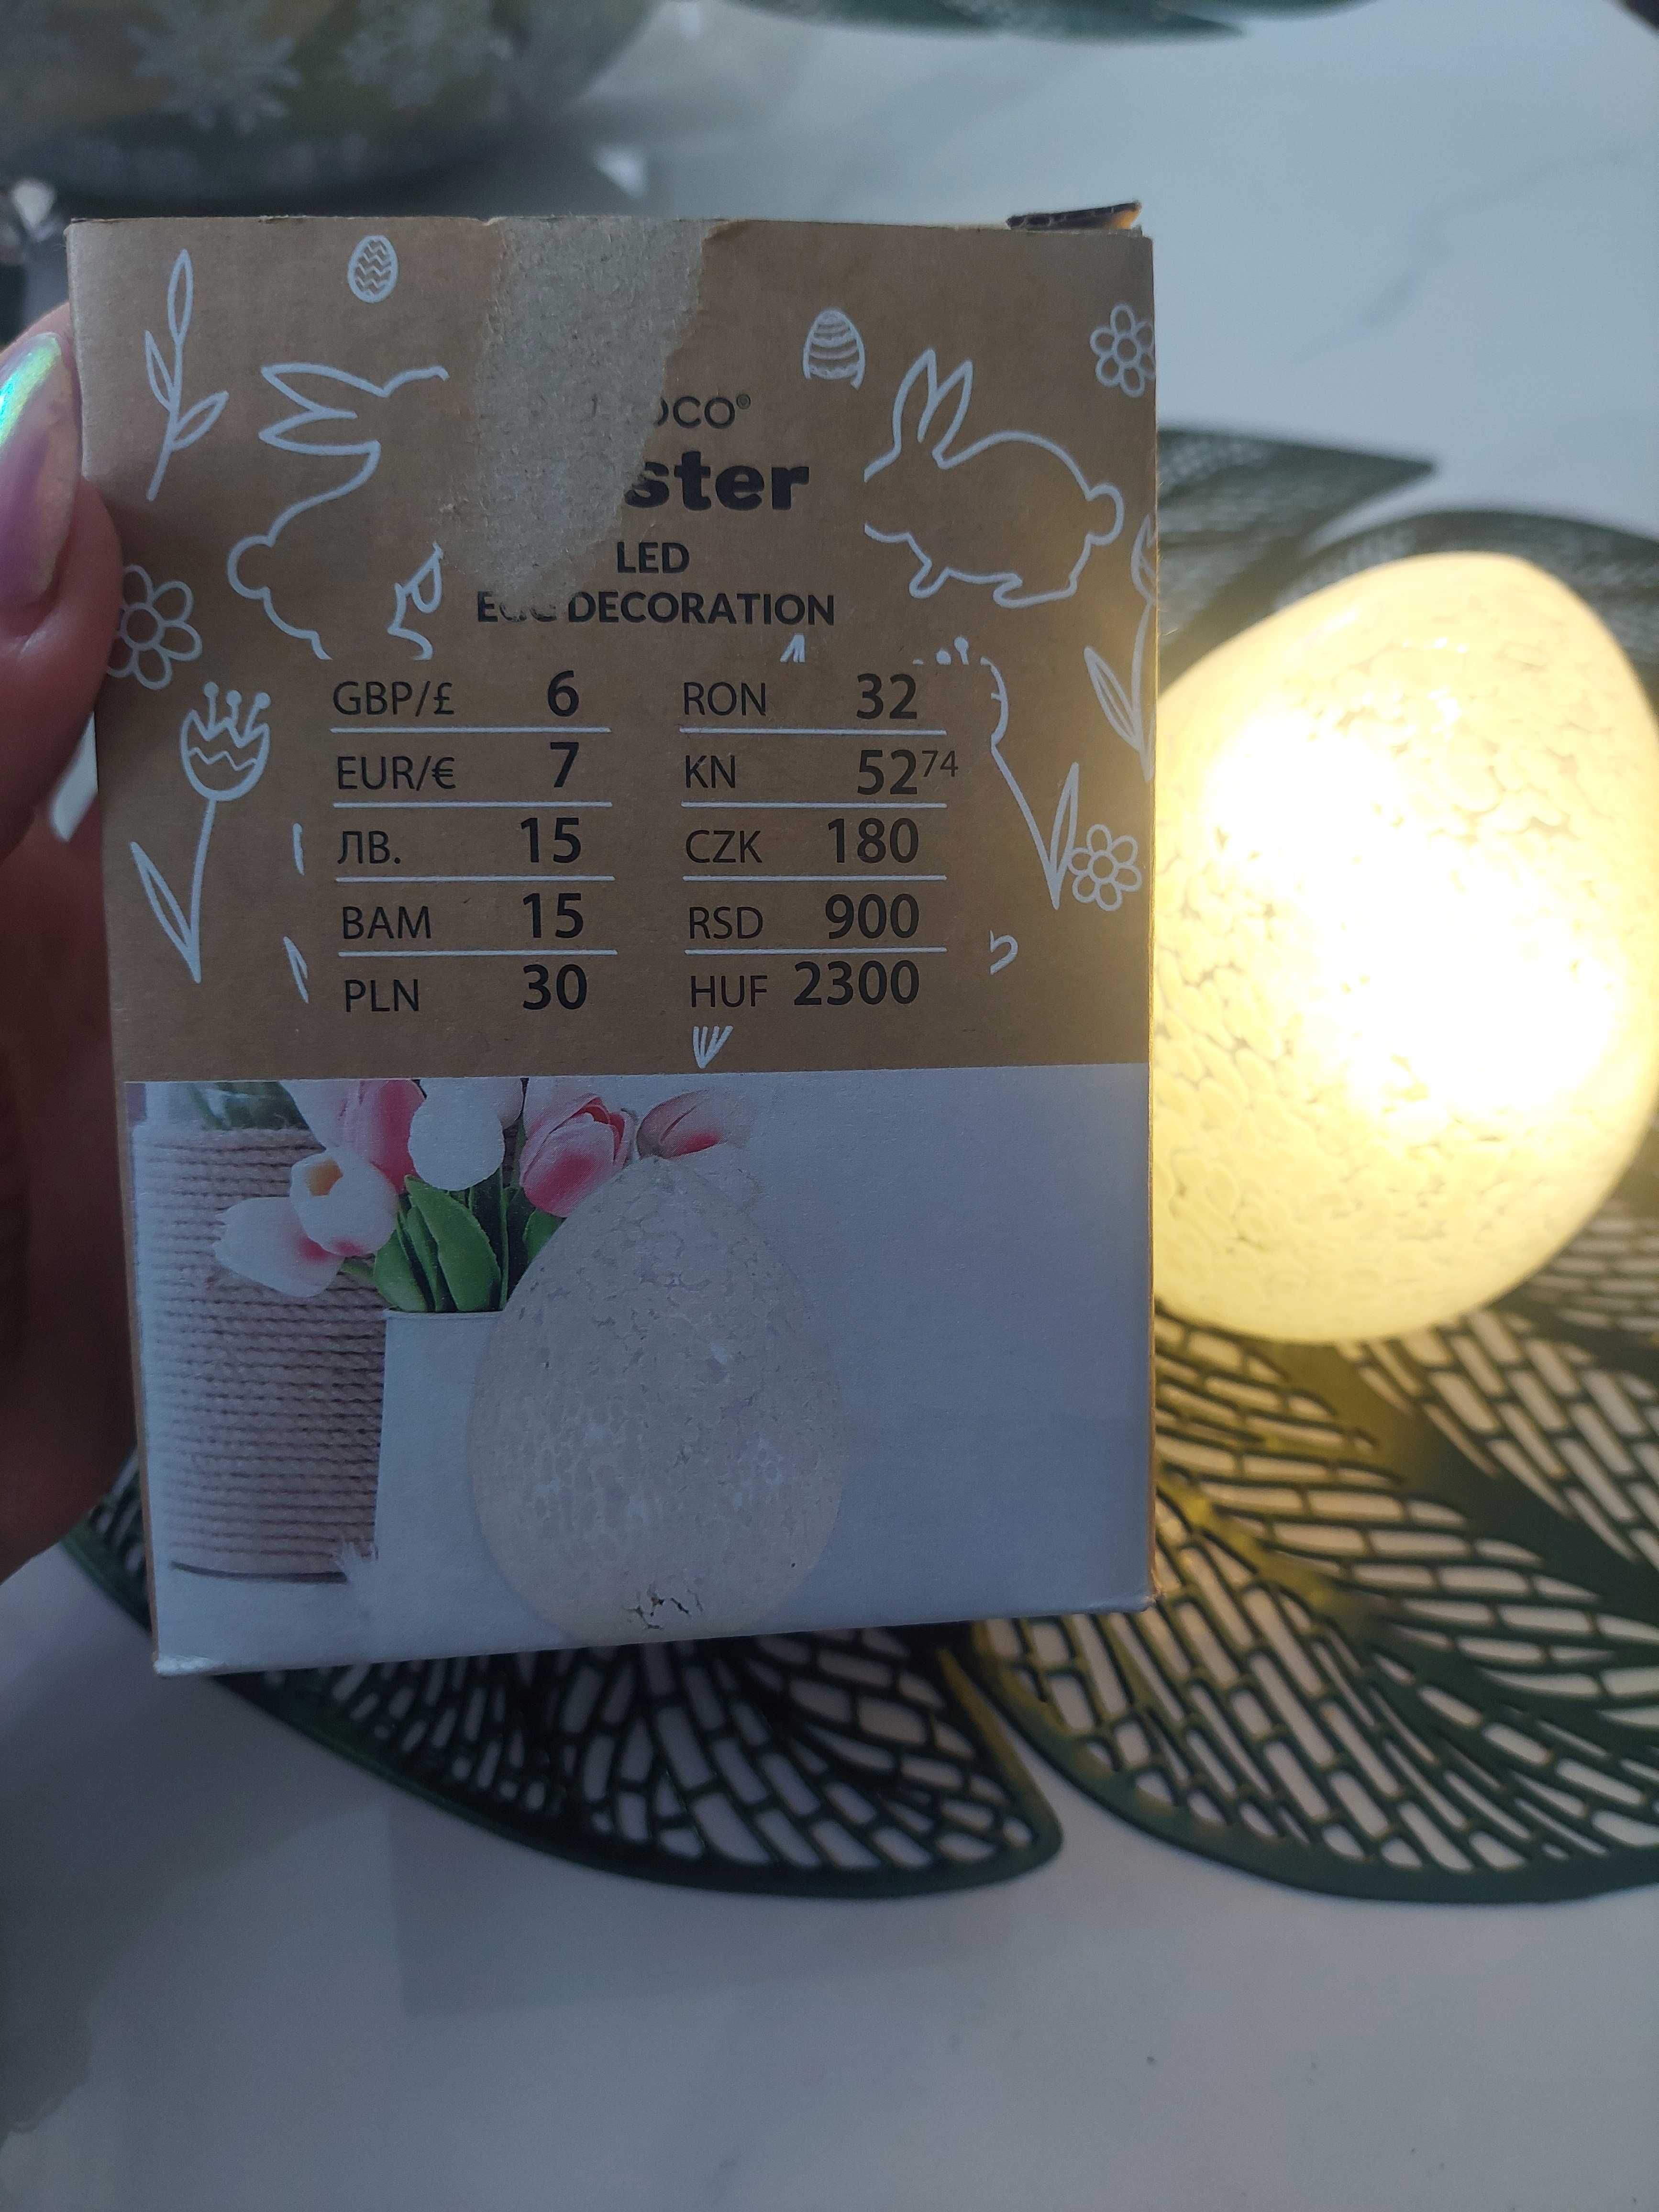 LED
DECORATION
GBP/£ 6
EUR/€ 7
ЛВ. 15
BAM 15
PLN 30
RON 32
KN 52⁷⁴
CZK 180
RSD 900
HUF 2300